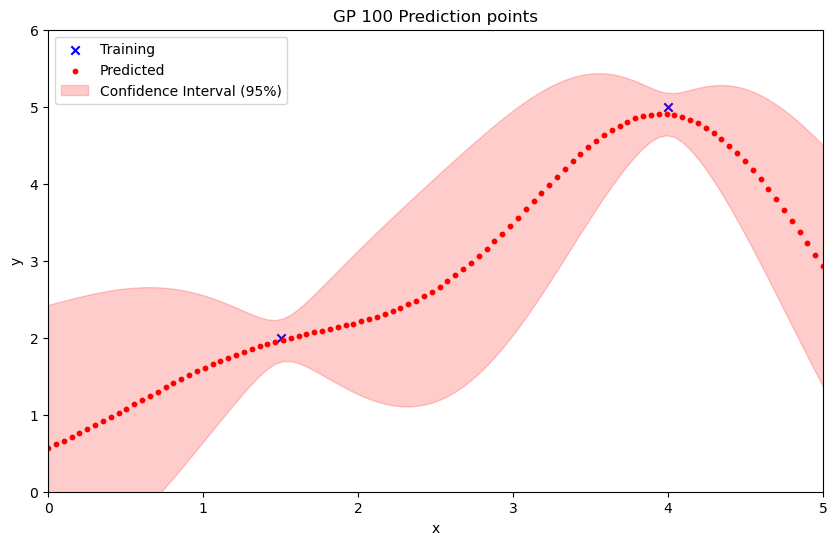 GP 100 Prediction points
Training
Predicted
Confidence Interval (95%)
y
6
5
4
3
2
1
0
0 1 2 3 4 5
x